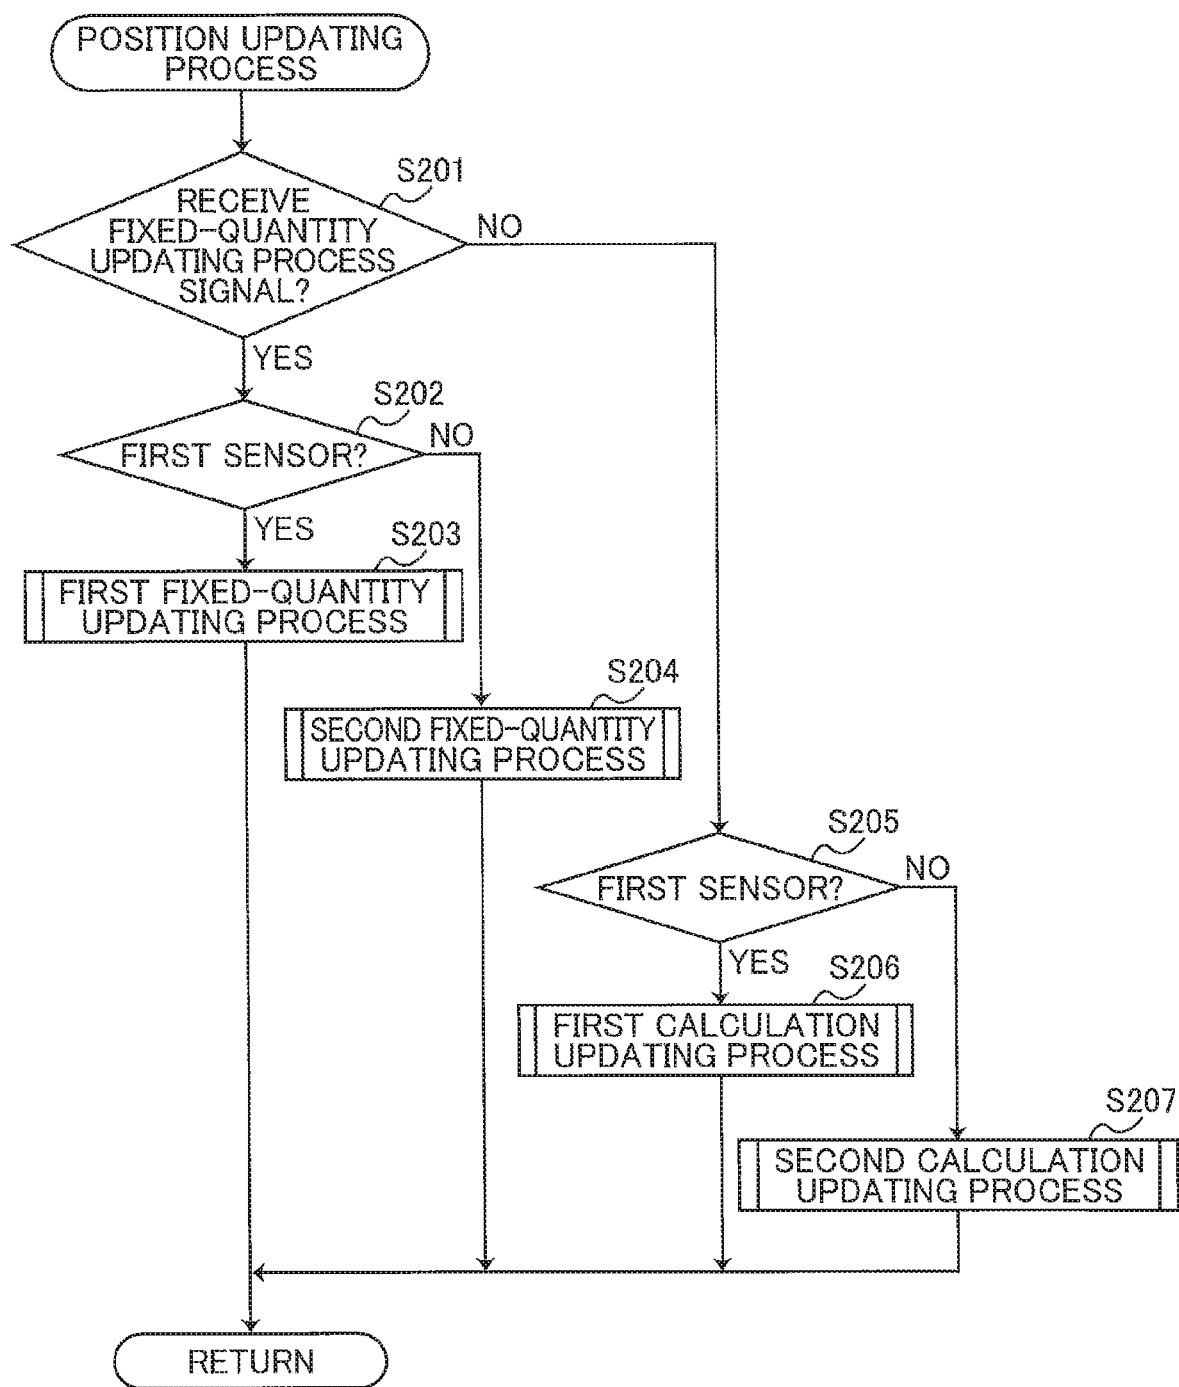 POSITION UPDATING
PROCESS
S201
RECEIVE
FIXED-QUANTITY
UPDATING PROCESS
SIGNAL?
NO
YES
S202
FIRST SENSOR?
NO
YES
S203
FIRST FIXED-QUANTITY
UPDATING PROCESS
S204
SECOND FIXED-QUANTITY
UPDATING PROCESS
S205
FIRST SENSOR?
NO
YES
S206
FIRST CALCULATION
UPDATING PROCESS
S207
SECOND CALCULATION
UPDATING PROCESS
RETURN